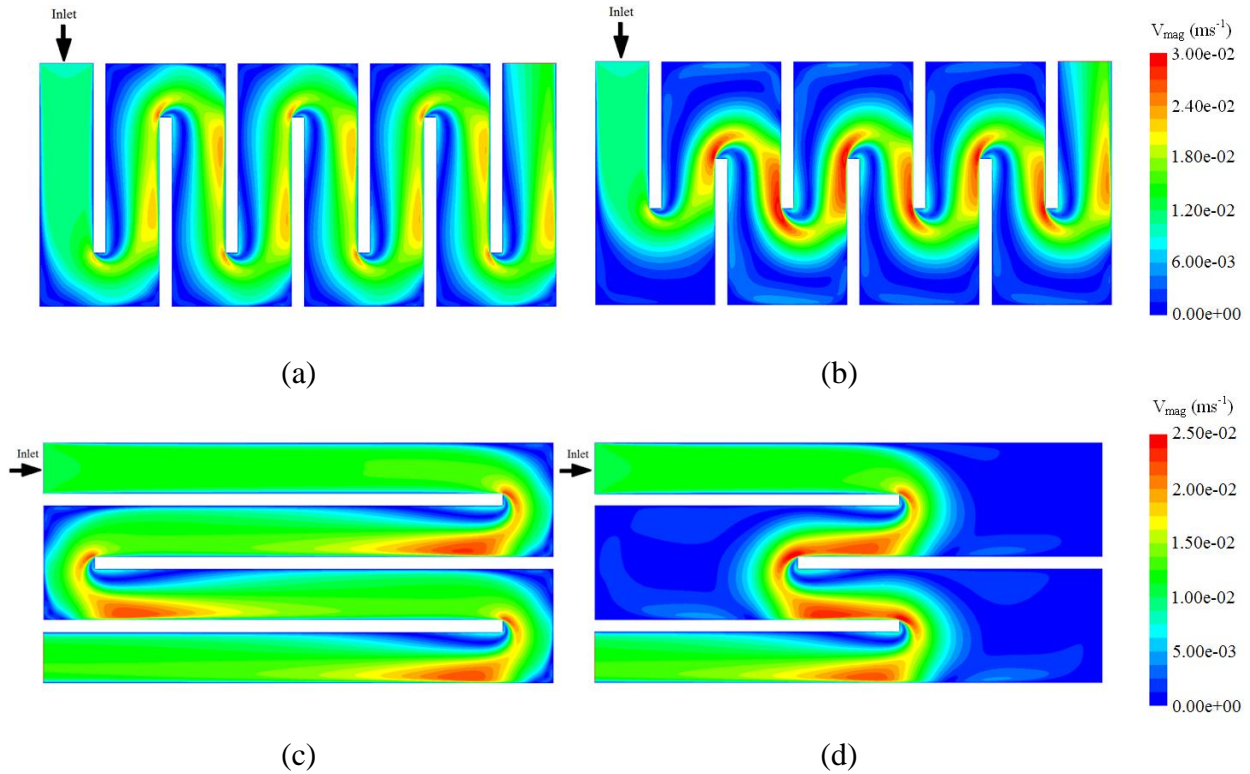 Inlet
Inlet
V_mag (ms^-1)
3.00e-02
2.40e-02
1.80e-02
1.20e-02
6.00e-03
0.00e+00
(a)
(b)
V_mag (ms^-1)
Inlet
Inlet
2.50e-02
2.00e-02
1.50e-02
1.00e-02
5.00e-03
0.00e+00
(c)
(d)